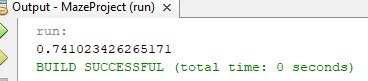 Output - MazeProject (run)
run:
0.741023426265171
BUILD SUCCESSFUL (total time: 0 seconds)